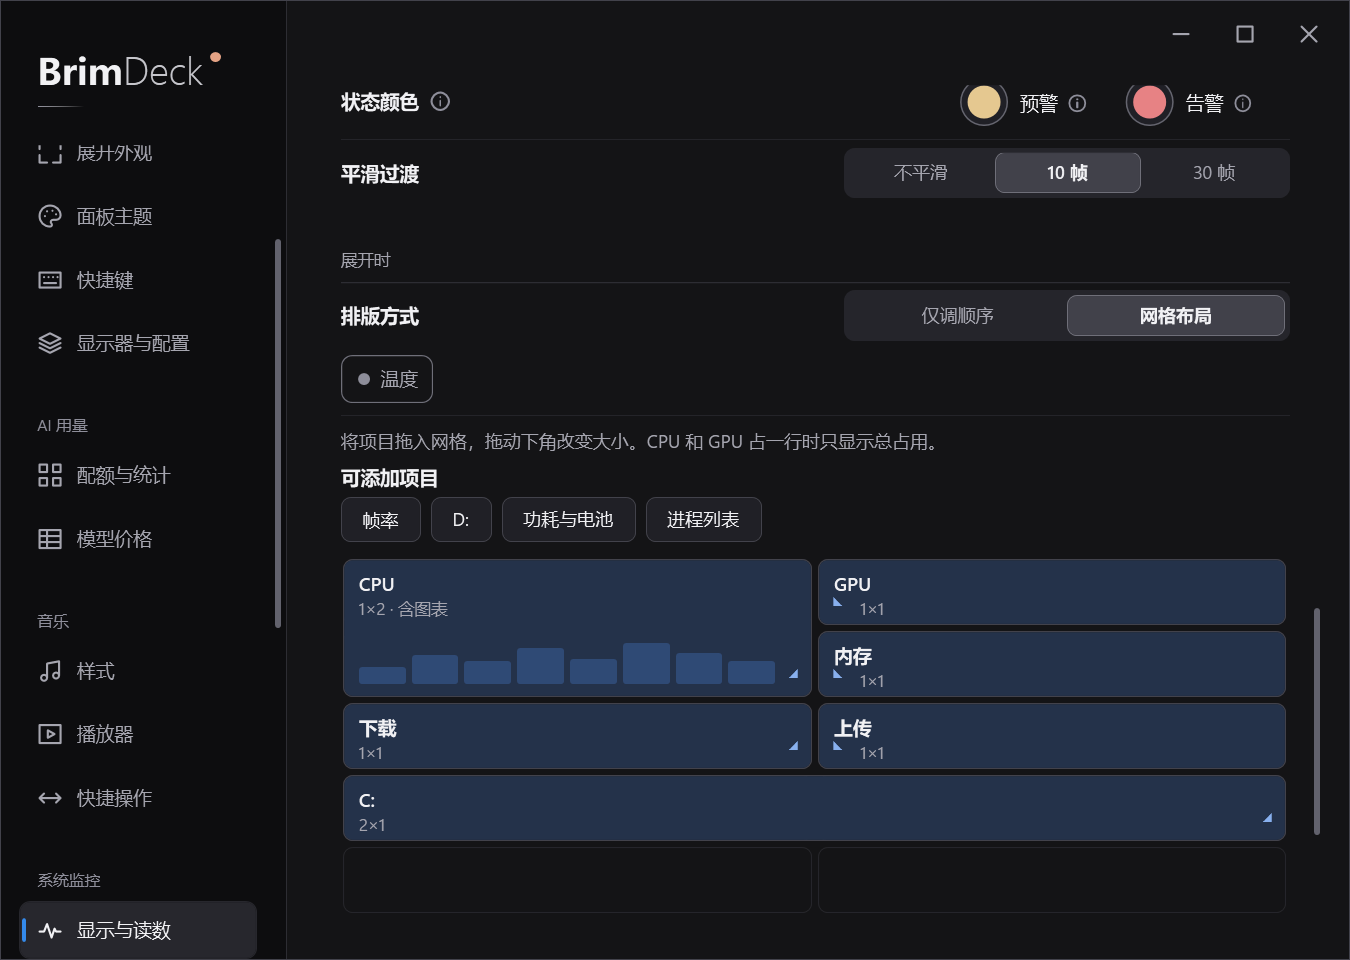 BrimDeck
展开外观
面板主题
快捷键
显示器与配置
AI 用量
配额与统计
模型价格
音乐
样式
播放器
快捷操作
系统监控
显示与读数
状态颜色
预警
告警
平滑过渡
不平滑
10 帧
30 帧
展开时
排版方式
仅调顺序
网格布局
温度
将项目拖入网格，拖动下角改变大小。CPU 和 GPU 占一行时只显示总占用。
可添加项目
帧率
D:
功耗与电池
进程列表
CPU
1×2 · 含图表
GPU
1×1
内存
1×1
下载
1×1
上传
1×1
C:
2×1